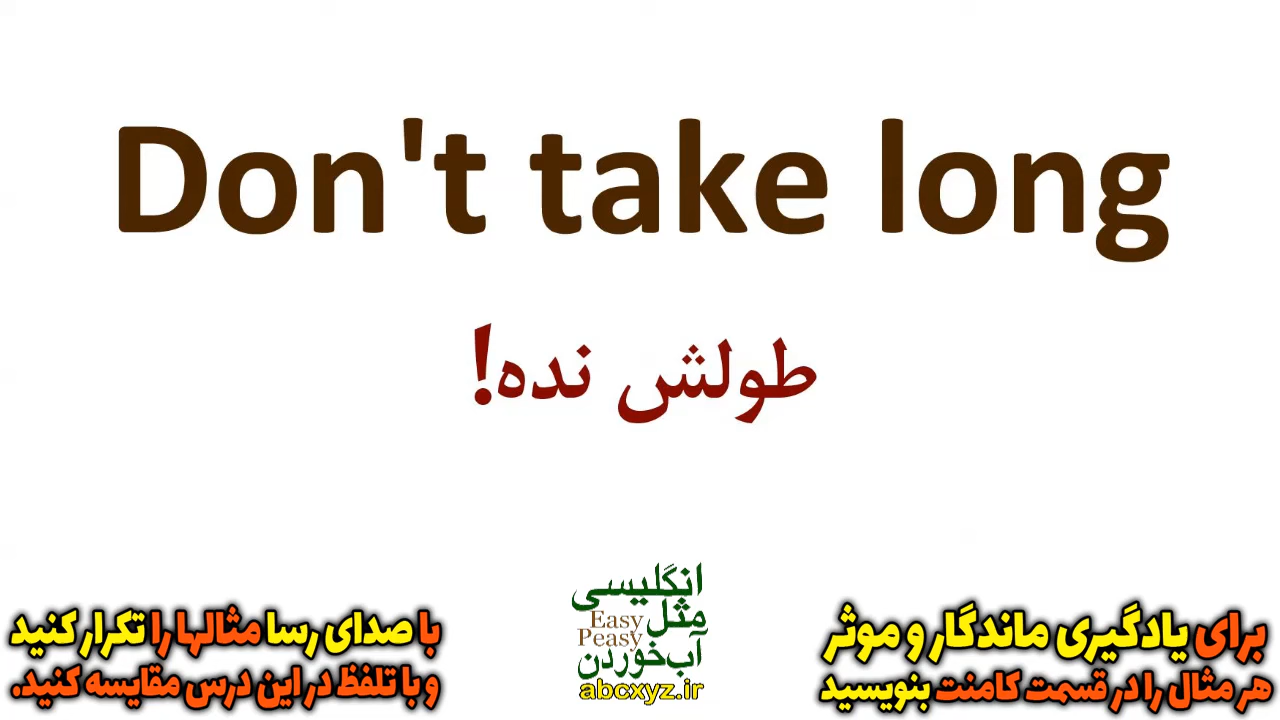 Don't take long
طولش نده!
با صدای رسا مثالها را تکرار کنید
و با تلفظ در این درس مقایسه کنید.
انگلیسی
مثل Easy
Peasy
آب خوردن
abcxyz.ir
برای یادگیری ماندگار و موثر
هر مثال را در قسمت کامنت بنویسید